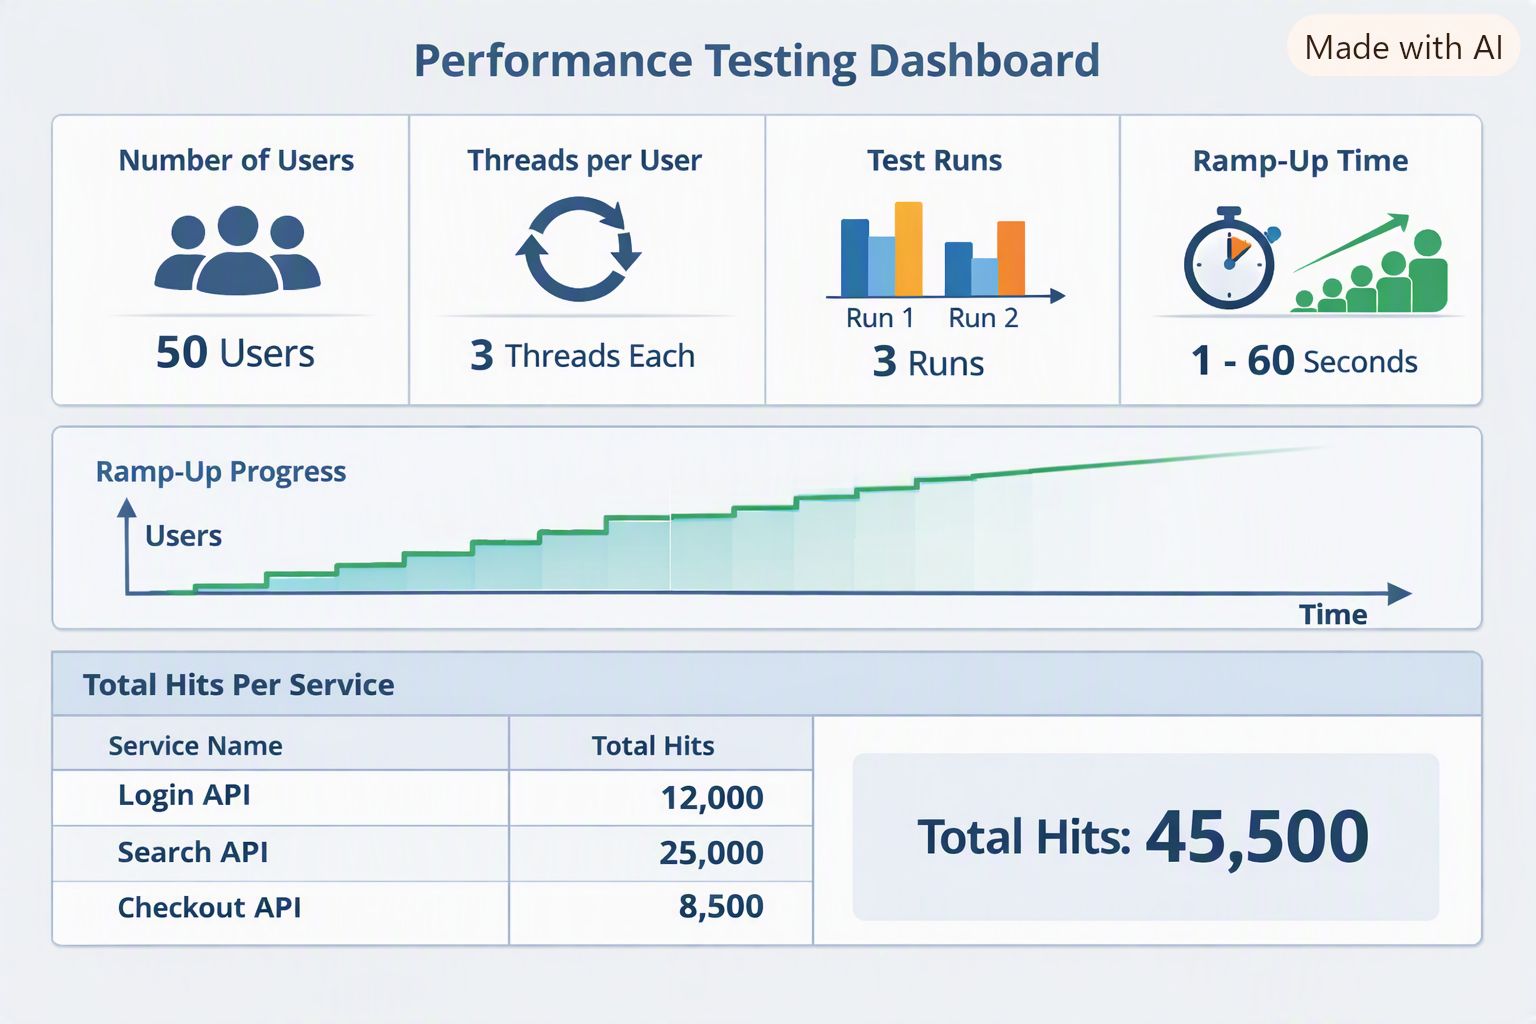 Made with AI
Performance Testing Dashboard
Number of Users
50 Users
Threads per User
3 Threads Each
Test Runs
Run 1 Run 2
3 Runs
Ramp-Up Time
1 - 60 Seconds
Ramp-Up Progress
Users
Time
Total Hits Per Service
Service Name Total Hits
Login API 12,000
Search API 25,000
Checkout API 8,500
Total Hits: 45,500